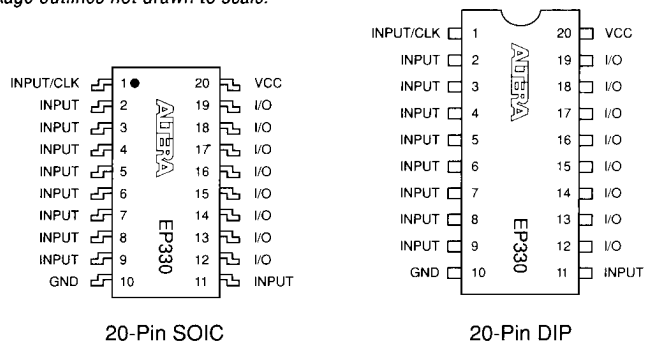 outlines not drawn to scale.
INPUT/CLK 1 20 VCC
INPUT 2 19 I/O
INPUT 3 18 I/O
INPUT 4 17 I/O
INPUT 5 16 I/O
INPUT 6 15 I/O
INPUT 7 14 I/O
INPUT 8 13 I/O
INPUT 9 12 I/O
GND 10 11 INPUT
ALTERA
EP330
20-Pin SOIC
INPUT/CLK 1 20 VCC
INPUT 2 19 I/O
INPUT 3 18 I/O
INPUT 4 17 I/O
INPUT 5 16 I/O
INPUT 6 15 I/O
INPUT 7 14 I/O
INPUT 8 13 I/O
INPUT 9 12 I/O
GND 10 11 INPUT
ALTERA
EP330
20-Pin DIP